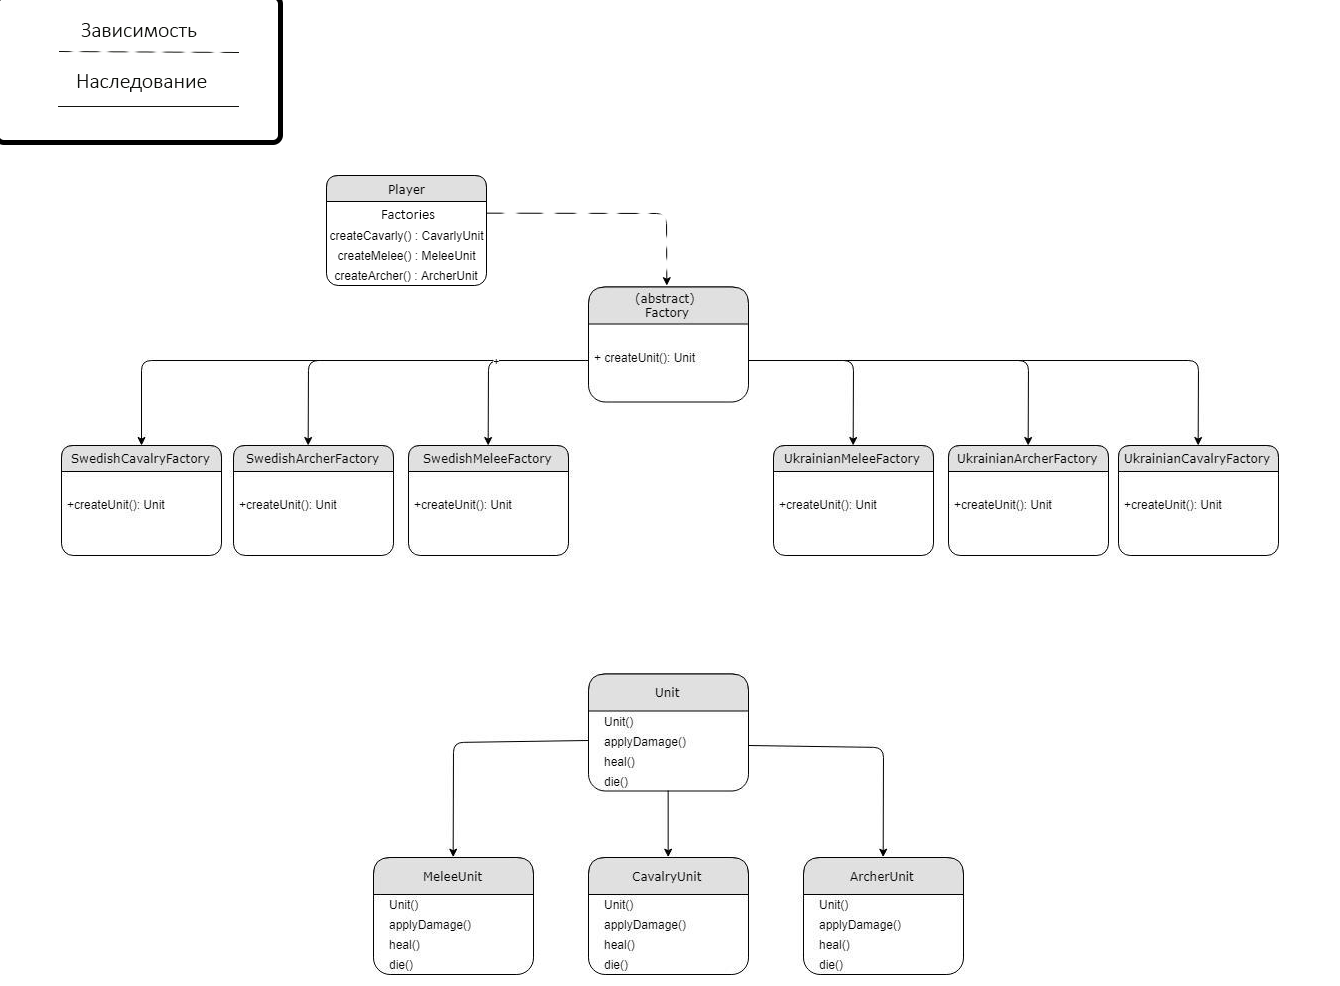 Зависимость
Наследование
Player
Factories
createCavarly() : CavarlyUnit
createMelee() : MeleeUnit
createArcher() : ArcherUnit
(abstract)
Factory
+ createUnit(): Unit
SwedishCavalryFactory
+createUnit(): Unit
SwedishArcherFactory
+createUnit(): Unit
SwedishMeleeFactory
+createUnit(): Unit
UkrainianMeleeFactory
+createUnit(): Unit
UkrainianArcherFactory
+createUnit(): Unit
UkrainianCavalryFactory
+createUnit(): Unit
Unit
Unit()
applyDamage()
heal()
die()
MeleeUnit
Unit()
applyDamage()
heal()
die()
CavalryUnit
Unit()
applyDamage()
heal()
die()
ArcherUnit
Unit()
applyDamage()
heal()
die()